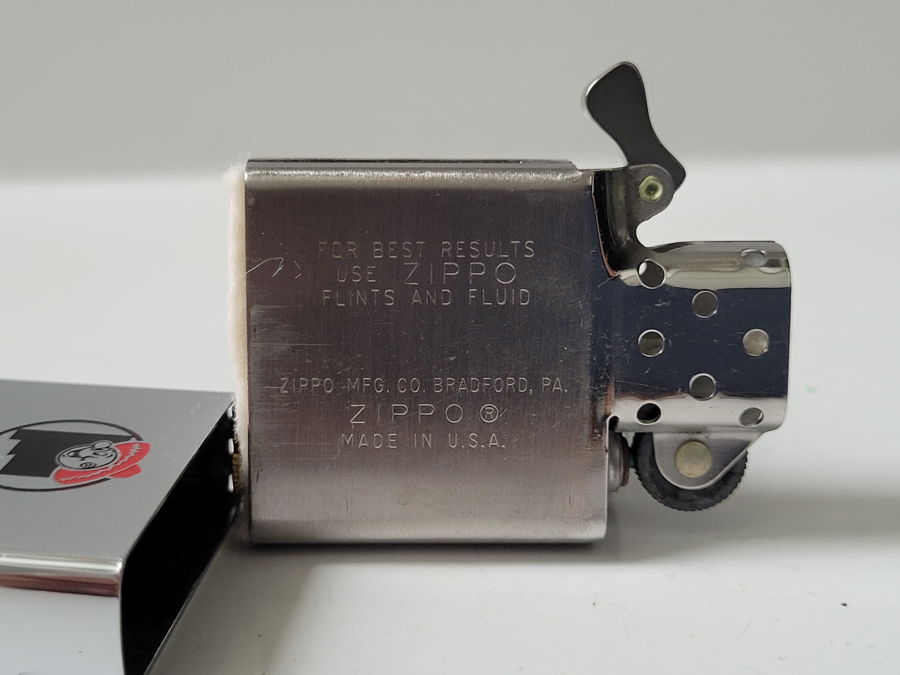 FOR BEST RESULTS
USE ZIPPO
FLINTS AND FLUID
ZIPPO MFG. CO. BRADFORD, PA.
ZIPPO ®
MADE IN U.S.A.